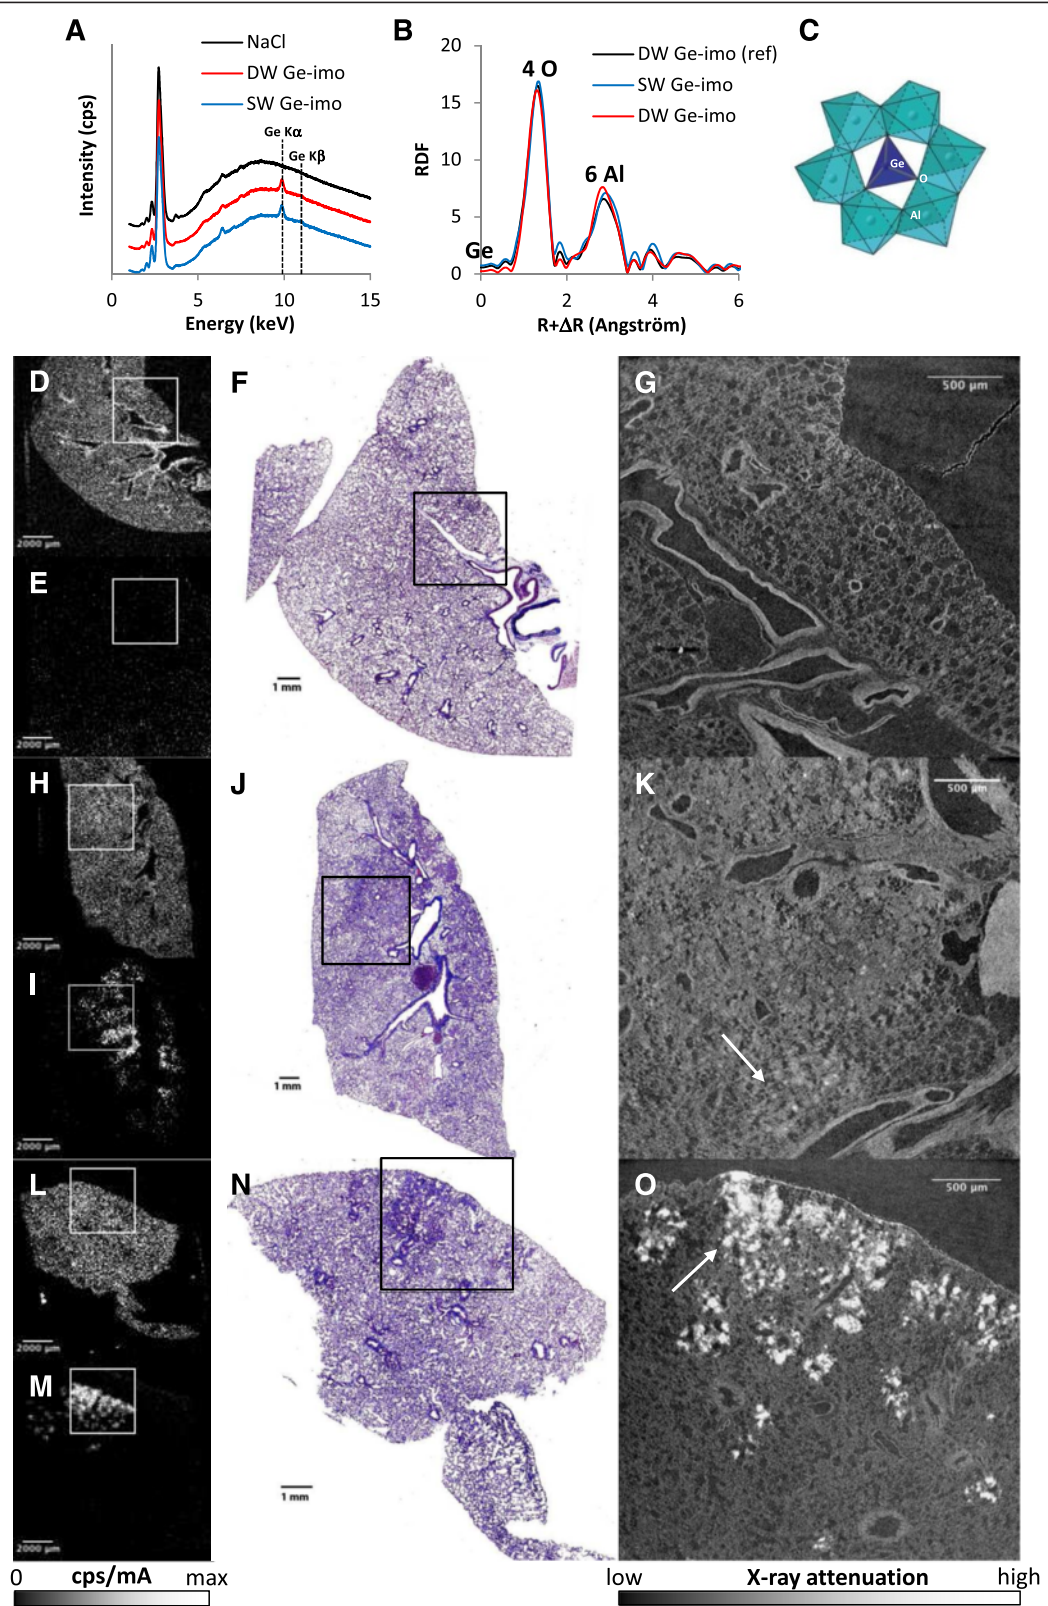 A
NaCl
DW Ge-imo
SW Ge-imo
Ge Kα
Ge Kβ
Intensity (cps)
0 5 10 15
Energy (keV)
B
DW Ge-imo (ref)
SW Ge-imo
DW Ge-imo
4 O
6 Al
Ge
RDF
20
15
10
5
0
0 2 4 6
R+ΔR (Angström)
C
Ge
O
Al
D
2000 µm
E
2000 µm
F
1 mm
G
500 µm
H
2000 µm
I
2000 µm
J
1 mm
K
500 µm
L
2000 µm
M
2000 µm
N
1 mm
O
500 µm
0 cps/mA max
low X-ray attenuation high